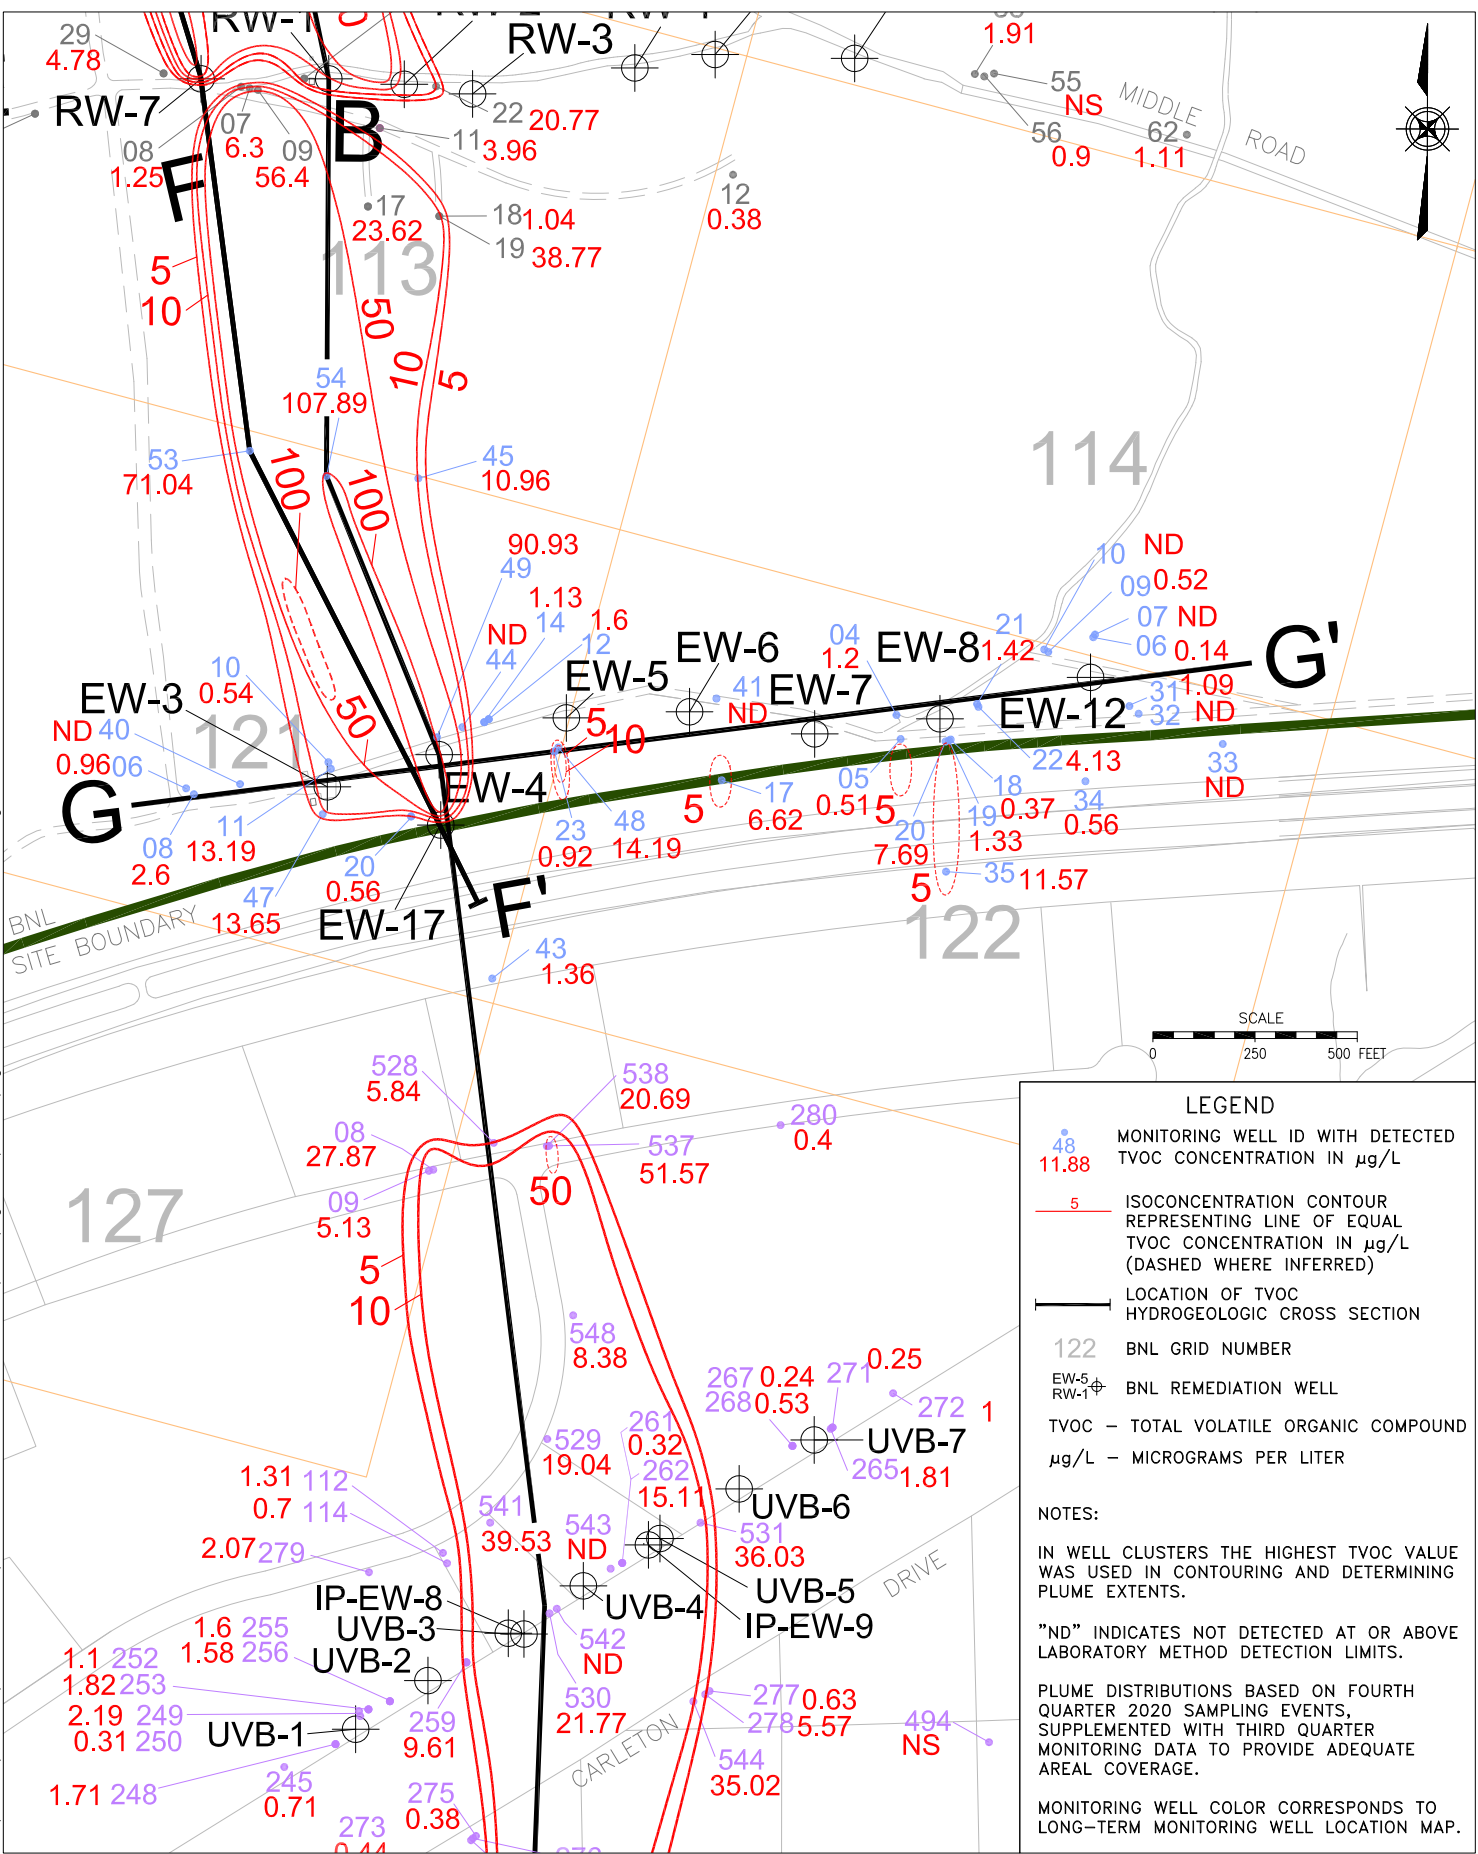 RW-1
RW-3
29
4.78
1.91
55
NS
56
0.9
62
1.11
MIDDLE
ROAD
RW-7
B
22 20.77
11 3.96
07
6.3
08
1.25
09
56.4
F
12
0.38
17
23.62
18 1.04
19 38.77
113
5
10
50
10
5
54
107.89
53
71.04
100
100
45
10.96
114
90.93
49
1.13
14
1.6
12
ND
44
10 ND
09 0.52
07 ND
06
0.14
21
1.42
04
1.2
EW-8
EW-6
EW-5
EW-7
G'
EW-3
10
0.54
41
ND
31 1.09
32 ND
EW-12
33
ND
50
121
ND 40
0.96 06
G
EW-4
5
10
5
17
6.62
05
0.51
5
18
0.37
22 4.13
34
0.56
19
1.33
20
7.69
35 11.57
5
08
2.6
11
13.19
20
0.56
47
13.65
23
0.92
48
14.19
EW-17
F'
122
BNL
SITE BOUNDARY
43
1.36
SCALE
0 250 500 FEET
528
5.84
538
20.69
280
0.4
08
27.87
09
5.13
537
51.57
50
127
5
10
548
8.38
267 0.24
268 0.53
271
0.25
272 1
UVB-7
265 1.81
529
19.04
261
0.32
262
15.11
UVB-6
1.31 112
0.7 114
2.07 279
541
39.53
543
ND
531
36.03
UVB-5
UVB-4
IP-EW-9
DRIVE
IP-EW-8
UVB-3
UVB-2
1.6 255
1.58 256
1.1 252
1.82 253
2.19 249
0.31 250
UVB-1
542
ND
530
21.77
259
9.61
277 0.63
278 5.57
544
35.02
494
NS
CARLETON
1.71 248
245
0.71
275
0.38
273
0.44
LEGEND
48
11.88
MONITORING WELL ID WITH DETECTED
TVOC CONCENTRATION IN µg/L
5
ISOCONCENTRATION CONTOUR
REPRESENTING LINE OF EQUAL
TVOC CONCENTRATION IN µg/L
(DASHED WHERE INFERRED)
LOCATION OF TVOC
HYDROGEOLOGIC CROSS SECTION
122 BNL GRID NUMBER
EW-5
RW-1
BNL REMEDIATION WELL
TVOC – TOTAL VOLATILE ORGANIC COMPOUND
µg/L – MICROGRAMS PER LITER
NOTES:
IN WELL CLUSTERS THE HIGHEST TVOC VALUE
WAS USED IN CONTOURING AND DETERMINING
PLUME EXTENTS.
"ND" INDICATES NOT DETECTED AT OR ABOVE
LABORATORY METHOD DETECTION LIMITS.
PLUME DISTRIBUTIONS BASED ON FOURTH
QUARTER 2020 SAMPLING EVENTS,
SUPPLEMENTED WITH THIRD QUARTER
MONITORING DATA TO PROVIDE ADEQUATE
AREAL COVERAGE.
MONITORING WELL COLOR CORRESPONDS TO
LONG-TERM MONITORING WELL LOCATION MAP.